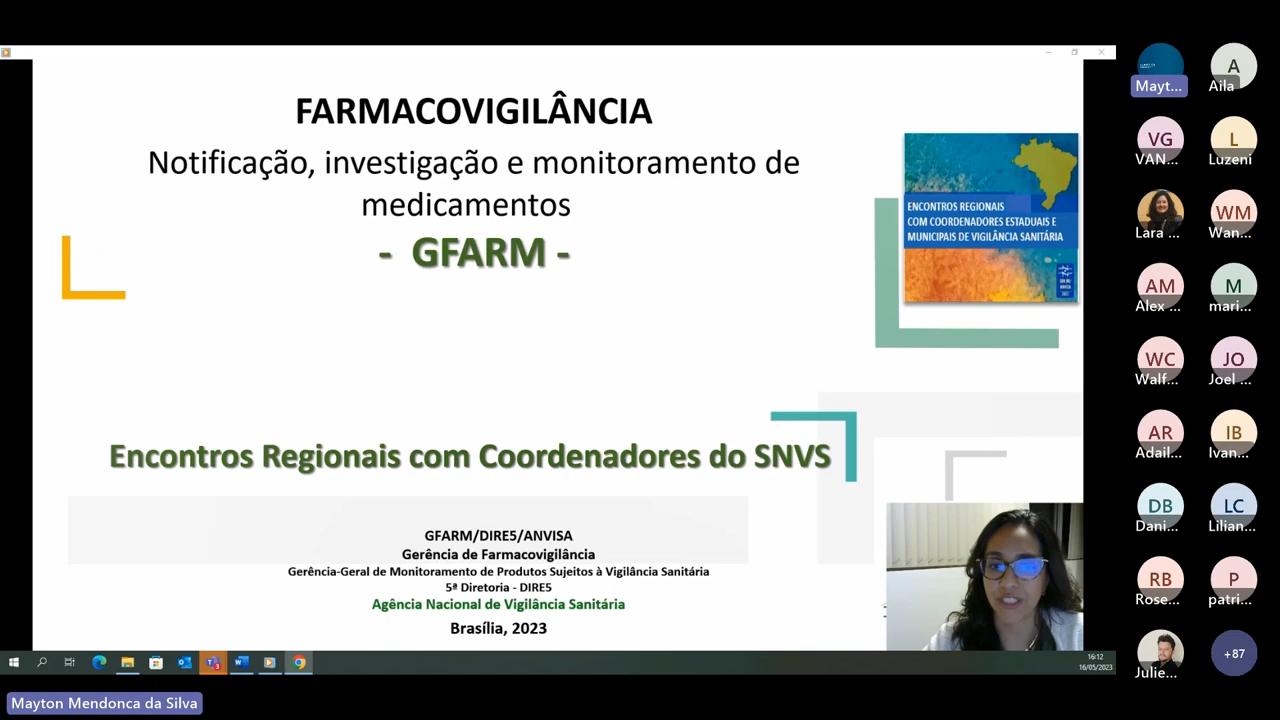 FARMACOVIGILÂNCIA
Notificação, investigação e monitoramento de
medicamentos
- GFARM -
ENCONTROS REGIONAIS
COM COORDENADORES ESTADUAIS E
MUNICIPAIS DE VIGILÂNCIA SANITÁRIA
Encontros Regionais com Coordenadores do SNVS
GFARM/DIRE5/ANVISA
Gerência de Farmacovigilância
Gerência-Geral de Monitoramento de Produtos Sujeitos à Vigilância Sanitária
5ª Diretoria - DIRE5
Agência Nacional de Vigilância Sanitária
Brasília, 2023
16:12
16/05/2023
Mayton Mendonca da Silva
A
Mayt...
Aila
VG
L
VAN...
Luzeni
WM
Lara ...
Wan...
AM
M
Alex ...
mari...
WC
JO
Walf...
Joel ...
AR
IB
Adail...
Ivan...
DB
LC
Dani...
Lilian...
RB
P
Rose...
patri...
+87
Julie...